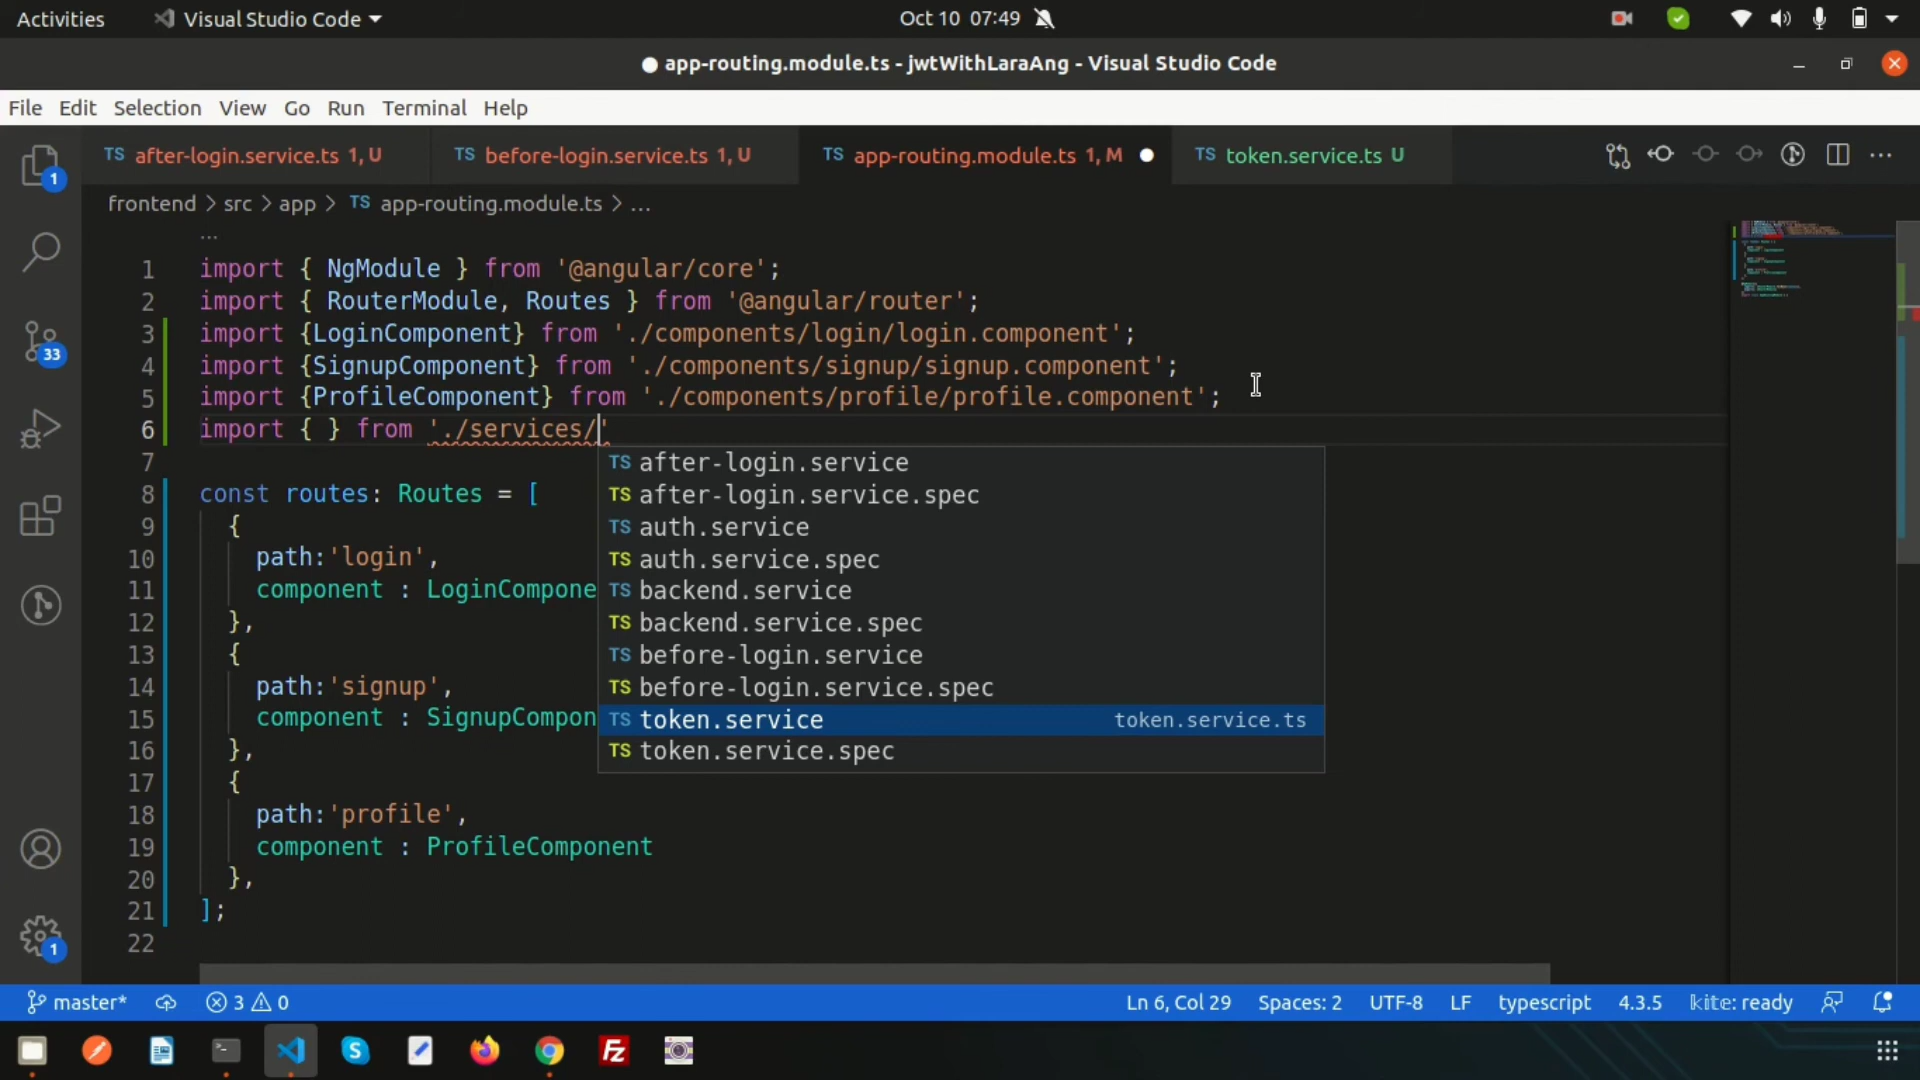 Activities Visual Studio Code Oct 10 07:49
app-routing.module.ts - jwtWithLaraAng - Visual Studio Code
File Edit Selection View Go Run Terminal Help
TS after-login.service.ts 1, U TS before-login.service.ts 1, U TS app-routing.module.ts 1, M TS token.service.ts U
frontend > src > app > TS app-routing.module.ts > ...
...
1 import { NgModule } from '@angular/core';
2 import { RouterModule, Routes } from '@angular/router';
3 import {LoginComponent} from './components/login/login.component';
4 import {SignupComponent} from './components/signup/signup.component';
5 import {ProfileComponent} from './components/profile/profile.component';
6 import { } from './services/'
7
8 const routes: Routes = [
9 {
10 path:'login',
11 component : LoginCompone
12 },
13 {
14 path:'signup',
15 component : SignupCompon
16 },
17 {
18 path:'profile',
19 component : ProfileComponent
20 },
21 ];
22
TS after-login.service
TS after-login.service.spec
TS auth.service
TS auth.service.spec
TS backend.service
TS backend.service.spec
TS before-login.service
TS before-login.service.spec
TS token.service token.service.ts
TS token.service.spec
1
33
1
master* 3 0 Ln 6, Col 29 Spaces: 2 UTF-8 LF typescript 4.3.5 kite: ready